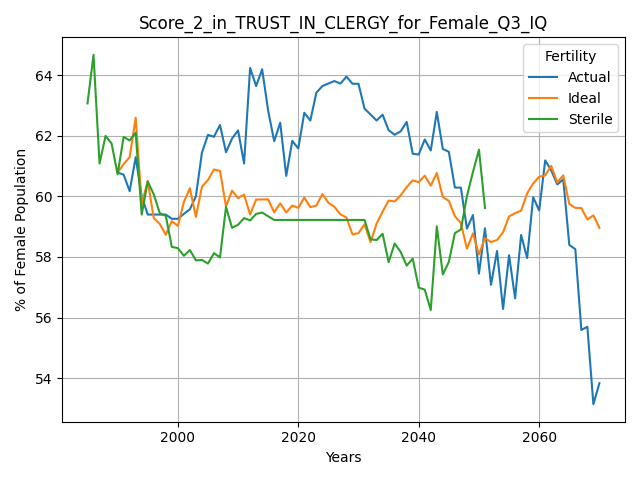 Score_2_in_TRUST_IN_CLERGY_for_Female_Q3_IQ
Fertility
Actual
Ideal
Sterile
% of Female Population
64
62
60
58
56
54
2000
2020
2040
2060
Years